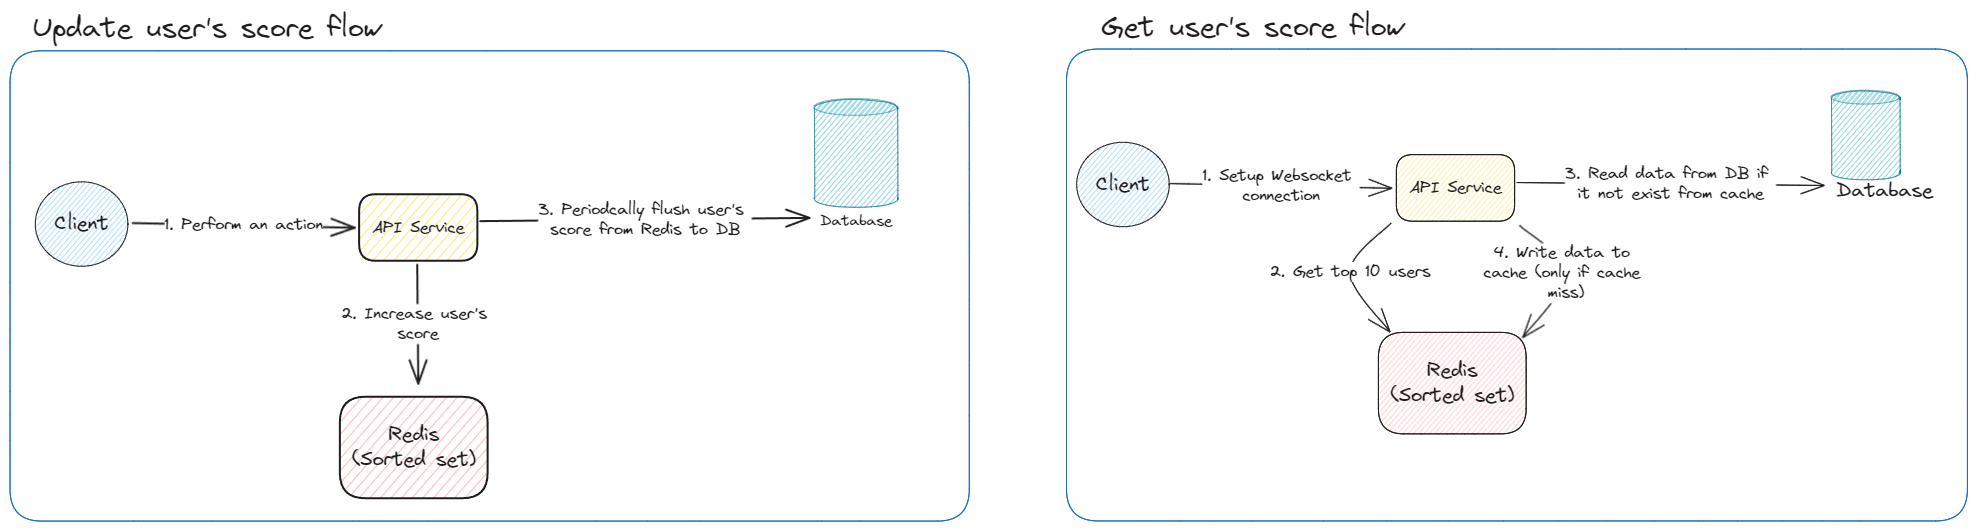 Update user's score flow
Client
1. Perform an action
API Service
3. Periodcally flush user's
score from Redis to DB
Database
2. Increase user's
score
Redis
(Sorted set)
Get user's score flow
Client
1. Setup Websocket
connection
API Service
3. Read data from DB if
it not exist from cache
Database
2. Get top 10 users
4. Write data to
cache (only if cache
miss)
Redis
(Sorted set)